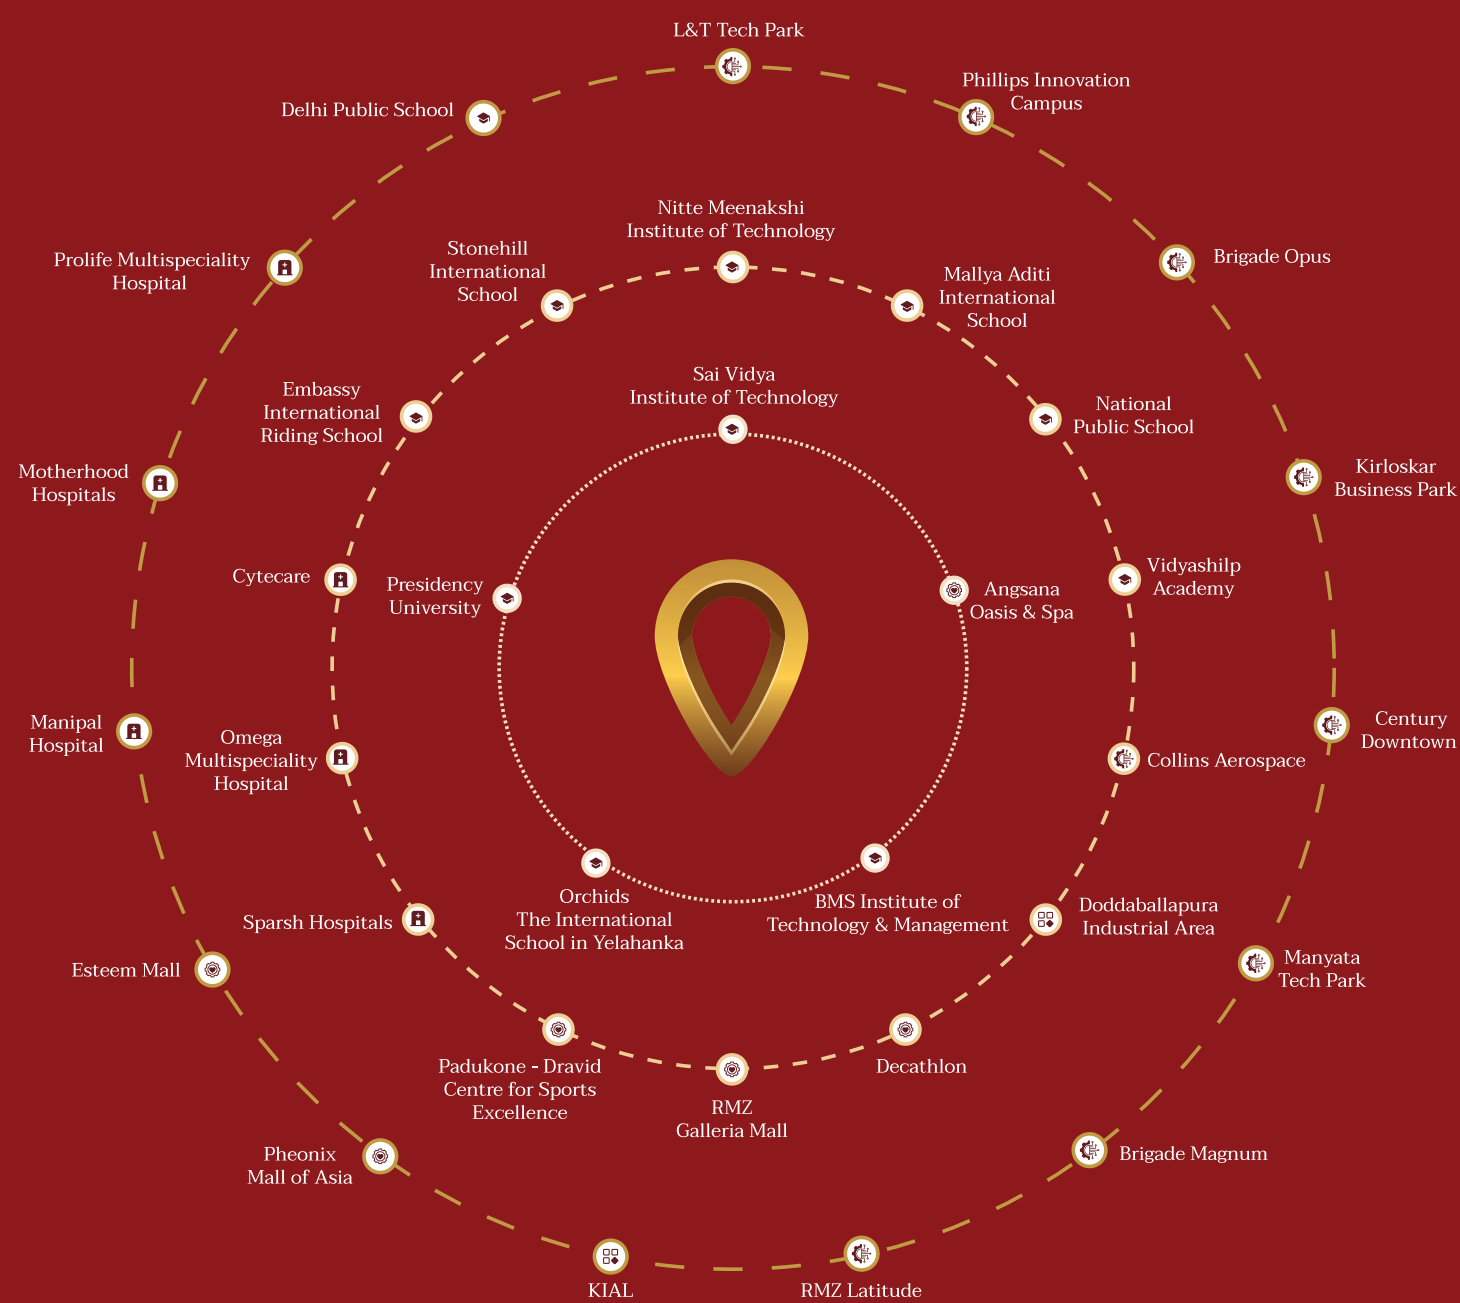 L&T Tech Park
Phillips Innovation
Campus
Delhi Public School
Nitte Meenakshi
Institute of Technology
Stonehill
International
School
Prolife Multispeciality
Hospital
Brigade Opus
Mallya Aditi
International
School
Sai Vidya
Institute of Technology
Embassy
International
Riding School
National
Public School
Motherhood
Hospitals
Kirloskar
Business Park
Cytecare
Presidency
University
Angsana
Oasis & Spa
Vidyashilp
Academy
Manipal
Hospital
Omega
Multispeciality
Hospital
Collins Aerospace
Century
Downtown
Sparsh Hospitals
Orchids
The International
School in Yelahanka
BMS Institute of
Technology & Management
Doddaballapura
Industrial Area
Esteem Mall
Manyata
Tech Park
Padukone - Dravid
Centre for Sports
Excellence
RMZ
Galleria Mall
Decathlon
Pheonix
Mall of Asia
Brigade Magnum
KIAL
RMZ Latitude